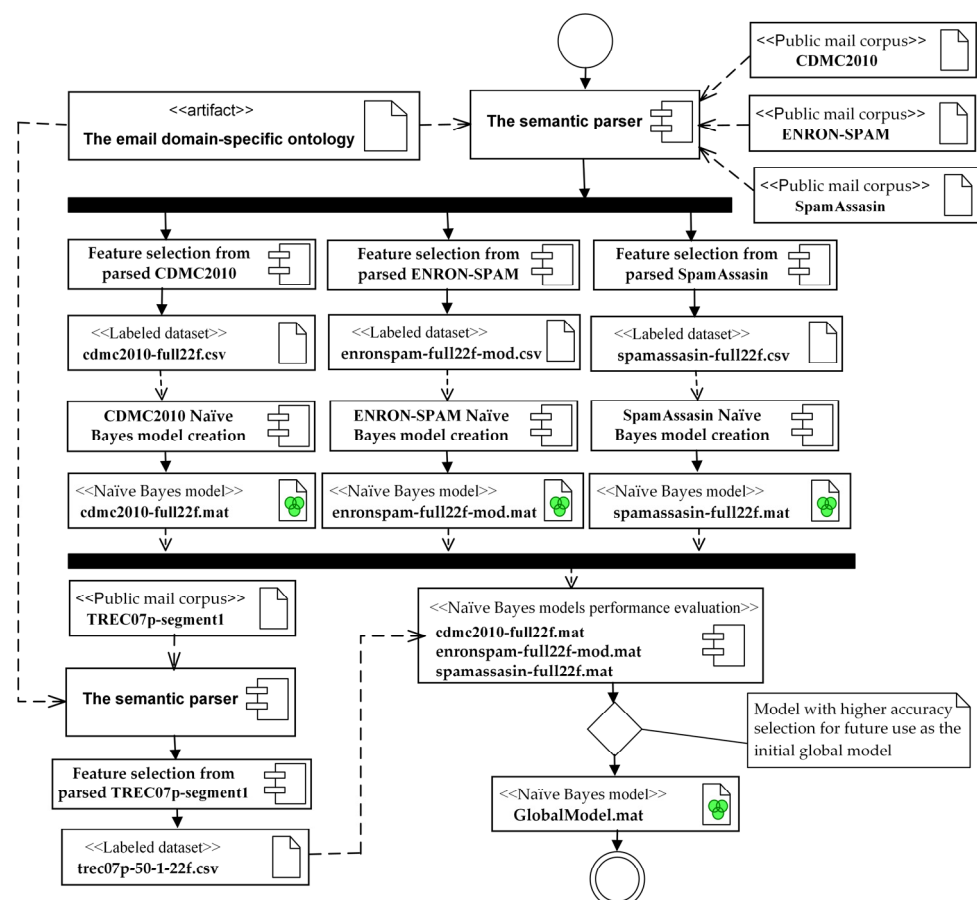 <<Public mail corpus>>
CDMC2010
<<artifact>>
The email domain-specific ontology
The semantic parser
<<Public mail corpus>>
ENRON-SPAM
<<Public mail corpus>>
SpamAssasin
Feature selection from
parsed CDMC2010
Feature selection from
parsed ENRON-SPAM
Feature selection from
parsed SpamAssasin
<<Labeled dataset>>
cdmc2010-full22f.csv
<<Labeled dataset>>
enronspam-full22f-mod.csv
<<Labeled dataset>>
spamassasin-full22f.csv
CDMC2010 Naïve
Bayes model creation
ENRON-SPAM Naïve
Bayes model creation
SpamAssasin Naïve
Bayes model creation
<<Naïve Bayes model>>
cdmc2010-full22f.mat
<<Naïve Bayes model>>
enronspam-full22f-mod.mat
<<Naïve Bayes model>>
spamassasin-full22f.mat
<<Public mail corpus>>
TREC07p-segment1
<<Naïve Bayes models performance evaluation>>
cdmc2010-full22f.mat
enronspam-full22f-mod.mat
spamassasin-full22f.mat
The semantic parser
Model with higher accuracy
selection for future use as the
initial global model
Feature selection from
parsed TREC07p-segment1
<<Naïve Bayes model>>
GlobalModel.mat
<<Labeled dataset>>
trec07p-50-1-22f.csv